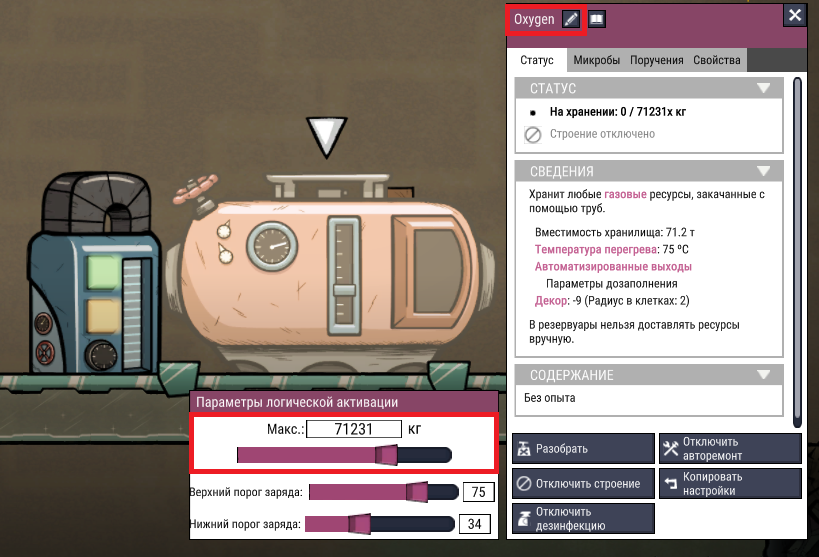 Oxygen
Статус
Микробы
Поручения
Свойства
СТАТУС
На хранении: 0 / 71231x кг
Строение отключено
СВЕДЕНИЯ
Хранит любые газовые ресурсы, закачанные с
помощью труб.
Вместимость хранилища: 71.2 т
Температура перегрева: 75 ºC
Автоматизированные выходы
Параметры дозаполнения
Декор: -9 (Радиус в клетках: 2)
В резервуары нельзя доставлять ресурсы
вручную.
СОДЕРЖАНИЕ
Без опыта
Разобрать
Отключить
авторемонт
Отключить строение
Копировать
настройки
Отключить
дезинфекцию
Параметры логической активации
Макс.: 71231 кг
Верхний порог заряда: 75
Нижний порог заряда: 34